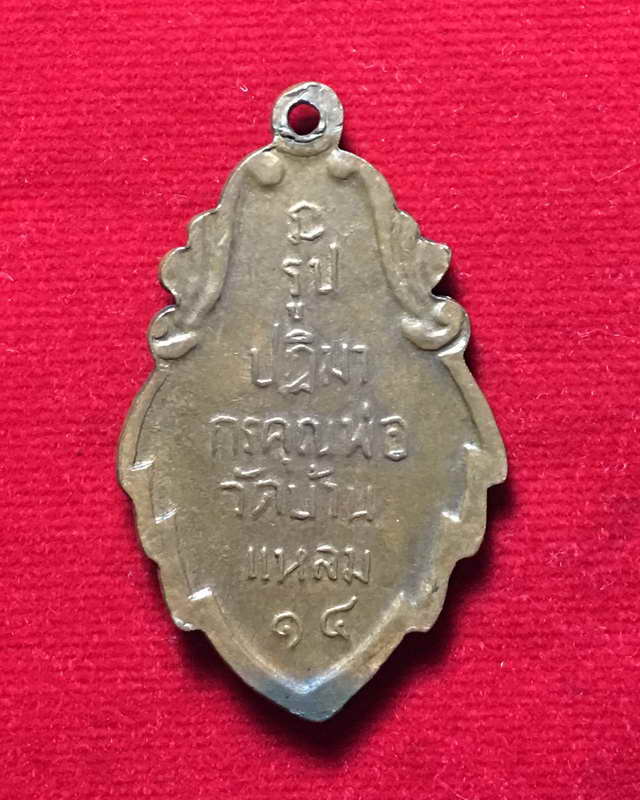 รูป
ปฏิมา
กรคุณพ่อ
วัดบ้าน
แหลม
๑๔